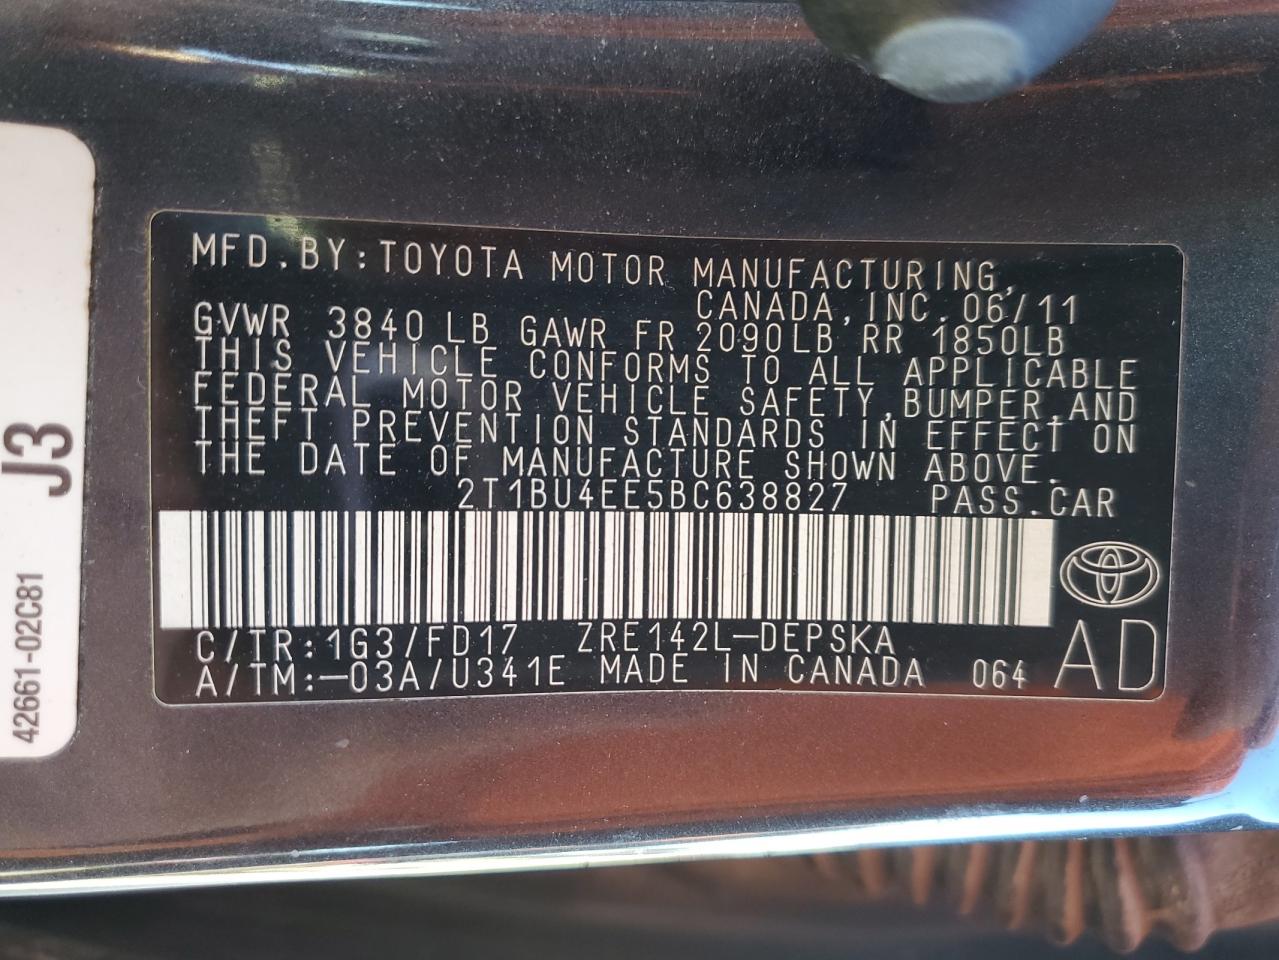 MFD.BY:TOYOTA MOTOR MANUFACTURING,
CANADA,INC.06/11
GVWR 3840LB GAWR FR 2090LB RR 1850LB
THIS VEHICLE CONFORMS TO ALL APPLICABLE
FEDERAL MOTOR VEHICLE SAFETY,BUMPER,AND
THEFT PREVENTION STANDARDS IN EFFECT ON
THE DATE OF MANUFACTURE SHOWN ABOVE.
2T1BU4EE5BC638827 PASS.CAR
C/TR:1G3/FD17 ZRE142L-DEPSKA
A/TM:-03A/U341E MADE IN CANADA 064 AD
J3
42661-02C81